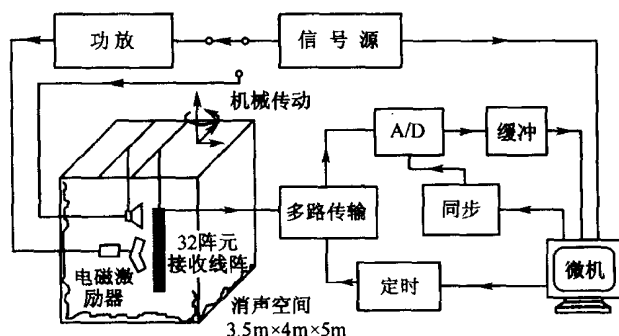 功放
信号源
机械传动
A/D
缓冲
多路传输
同步
32阵元
接收线阵
电磁激
励器
定时
微机
消声空间
3.5m×4m×5m